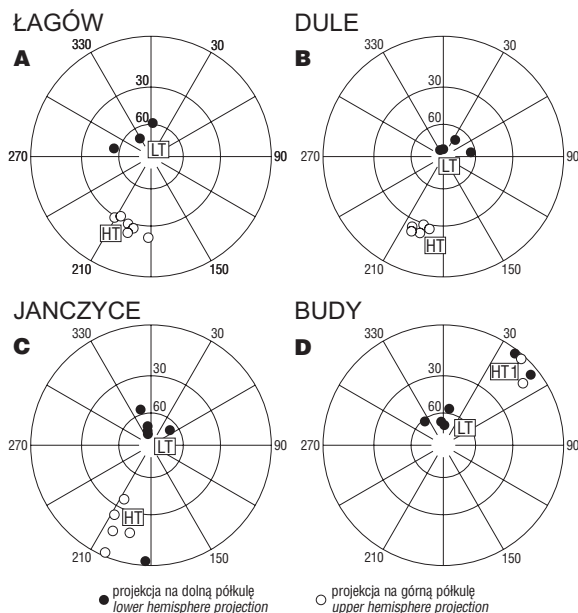 ŁAGÓW
DULE
A
330
30
30
60
LT
270
90
HT
210
150
B
330
30
30
60
LT
270
90
HT
210
150
JANCZYCE
BUDY
C
330
30
30
60
LT
270
90
HT
210
150
D
330
30
HT1
30
60
LT
270
90
210
150
projekcja na dolną półkulę
lower hemisphere projection
projekcja na górną półkulę
upper hemisphere projection